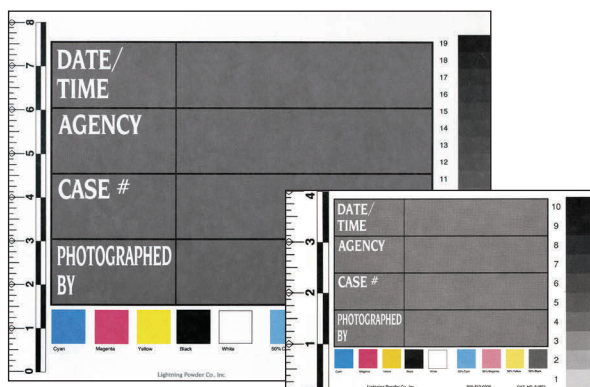 8
7
6
5
4
3
2
1
0
DATE/
TIME
AGENCY
CASE #
PHOTOGRAPHED
BY
19
18
17
16
15
14
13
12
11
Cyan
Magenta
Yellow
Black
White
50% C
Lightning Powder Co., Inc.
4
3
2
1
DATE/
TIME
AGENCY
CASE #
PHOTOGRAPHED
BY
10
9
8
7
6
5
4
3
2
1
Cyan
Magenta
Yellow
Black
White
50% Cyan
50% Magenta
50% Yellow
50% Black
Lightning Powder Co., Inc.